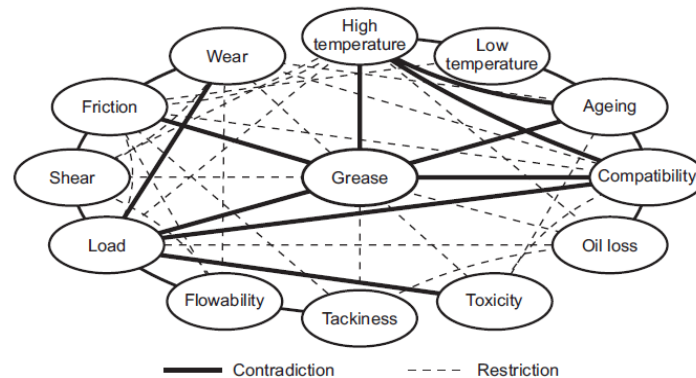 High
temperature
Low
temperature
Wear
Ageing
Friction
Compatibility
Shear
Grease
Oil loss
Load
Toxicity
Flowability
Tackiness
Contradiction
Restriction